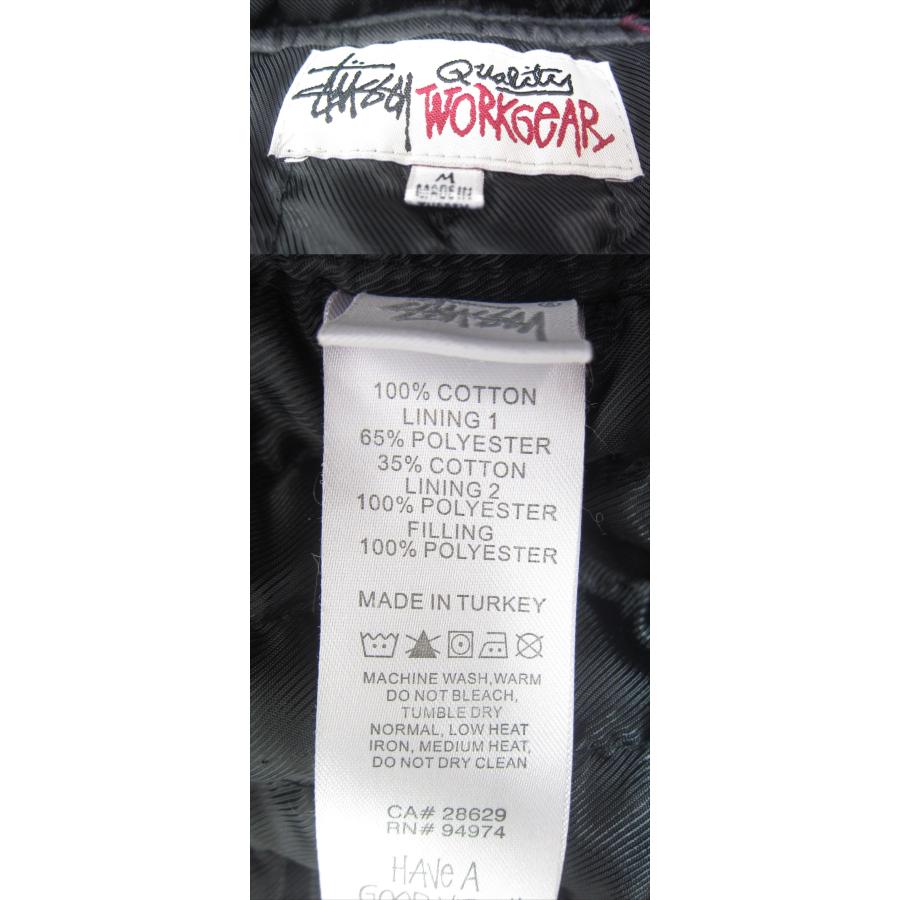 Stüssy Quality
WORKGEAR
M
MADE IN
100% COTTON
LINING 1
65% POLYESTER
35% COTTON
LINING 2
100% POLYESTER
FILLING
100% POLYESTER
MADE IN TURKEY
MACHINE WASH,WARM
DO NOT BLEACH,
TUMBLE DRY
NORMAL, LOW HEAT
IRON, MEDIUM HEAT,
DO NOT DRY CLEAN
CA# 28629
RN# 94974
HAVE A